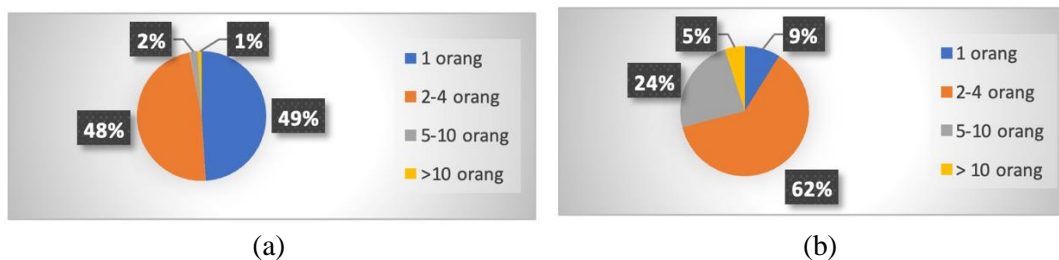 2%
1%
48%
49%
1 orang
2-4 orang
5-10 orang
>10 orang
(a)
5%
9%
24%
62%
1 orang
2-4 orang
5-10 orang
> 10 orang
(b)